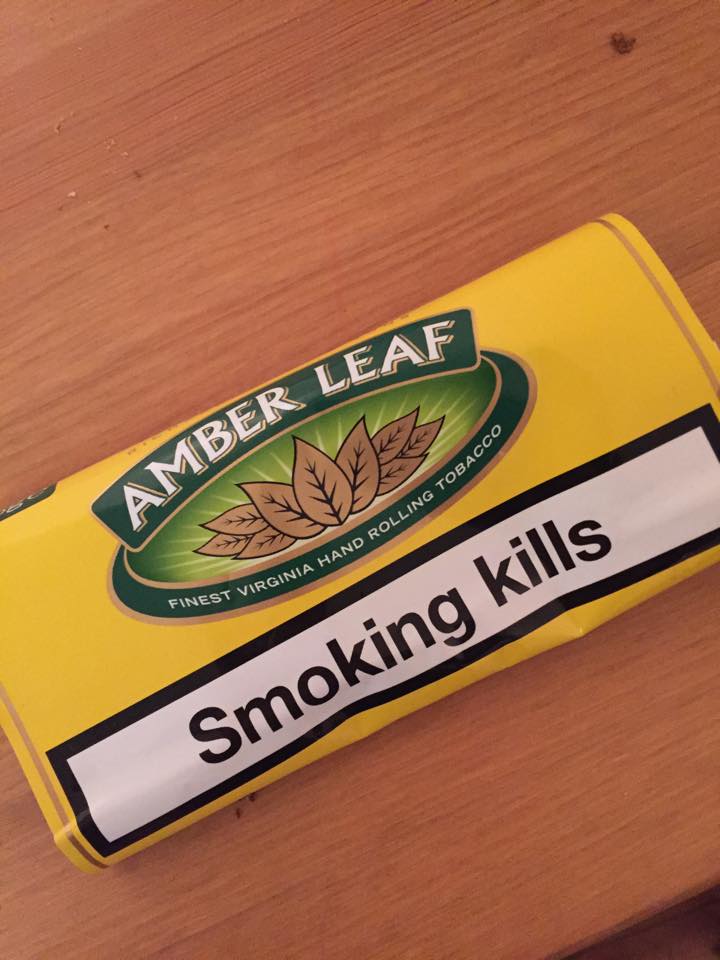 AMBER LEAF
FINEST VIRGINIA HAND ROLLING TOBACCO
Smoking kills